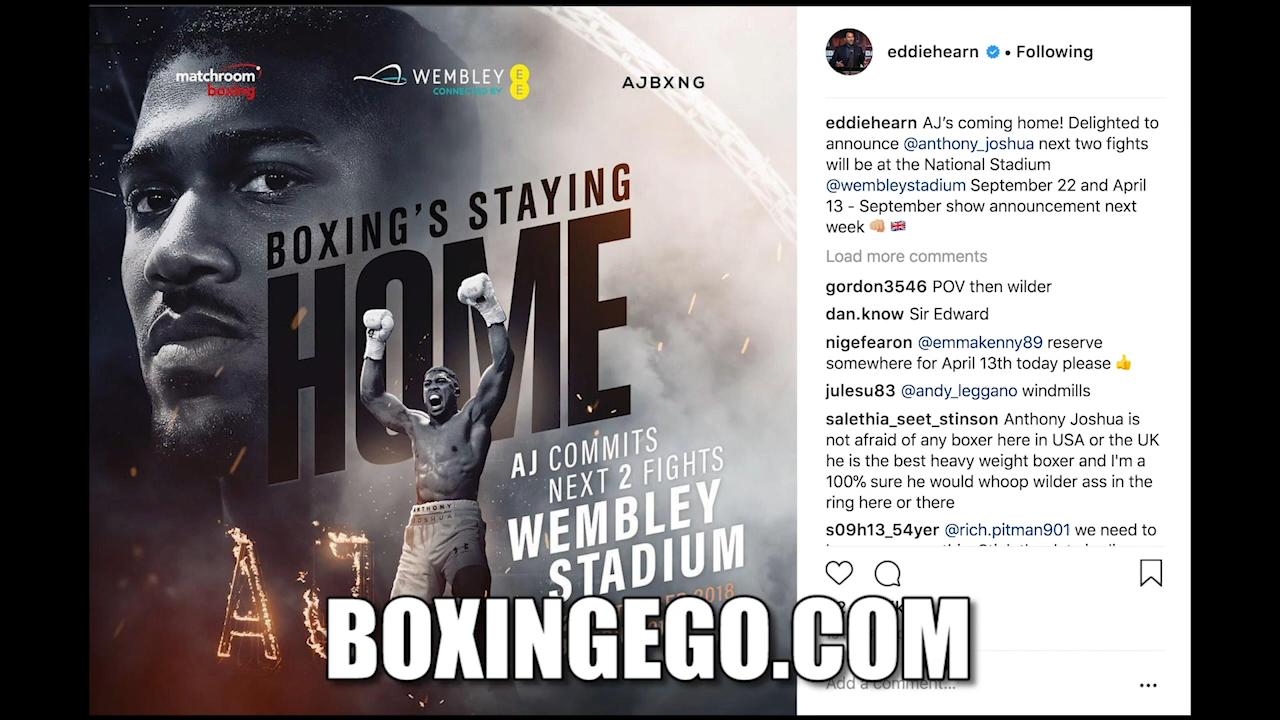 matchroom
boxing
WEMBLEY
CONNECTED BY
EE
AJBXNG
BOXING'S STAYING
HOME
AJ COMMITS
NEXT 2 FIGHTS
WEMBLEY
STADIUM
2018
ANTHONY
JOSHUA
AJ
BOXINGEGO.COM
eddiehearn • Following
eddiehearn AJ’s coming home! Delighted to
announce @anthony_joshua next two fights
will be at the National Stadium
@wembleystadium September 22 and April
13 - September show announcement next
week 👊🏼 🇬🇧
Load more comments
gordon3546 POV then wilder
dan.know Sir Edward
nigefearon @emmakenny89 reserve
somewhere for April 13th today please 👍
julesu83 @andy_leggano windmills
salethia_seet_stinson Anthony Joshua is
not afraid of any boxer here in USA or the UK
he is the best heavy weight boxer and I'm a
100% sure he would whoop wilder ass in the
ring here or there
s09h13_54yer @rich.pitman901 we need to
Add a comment...